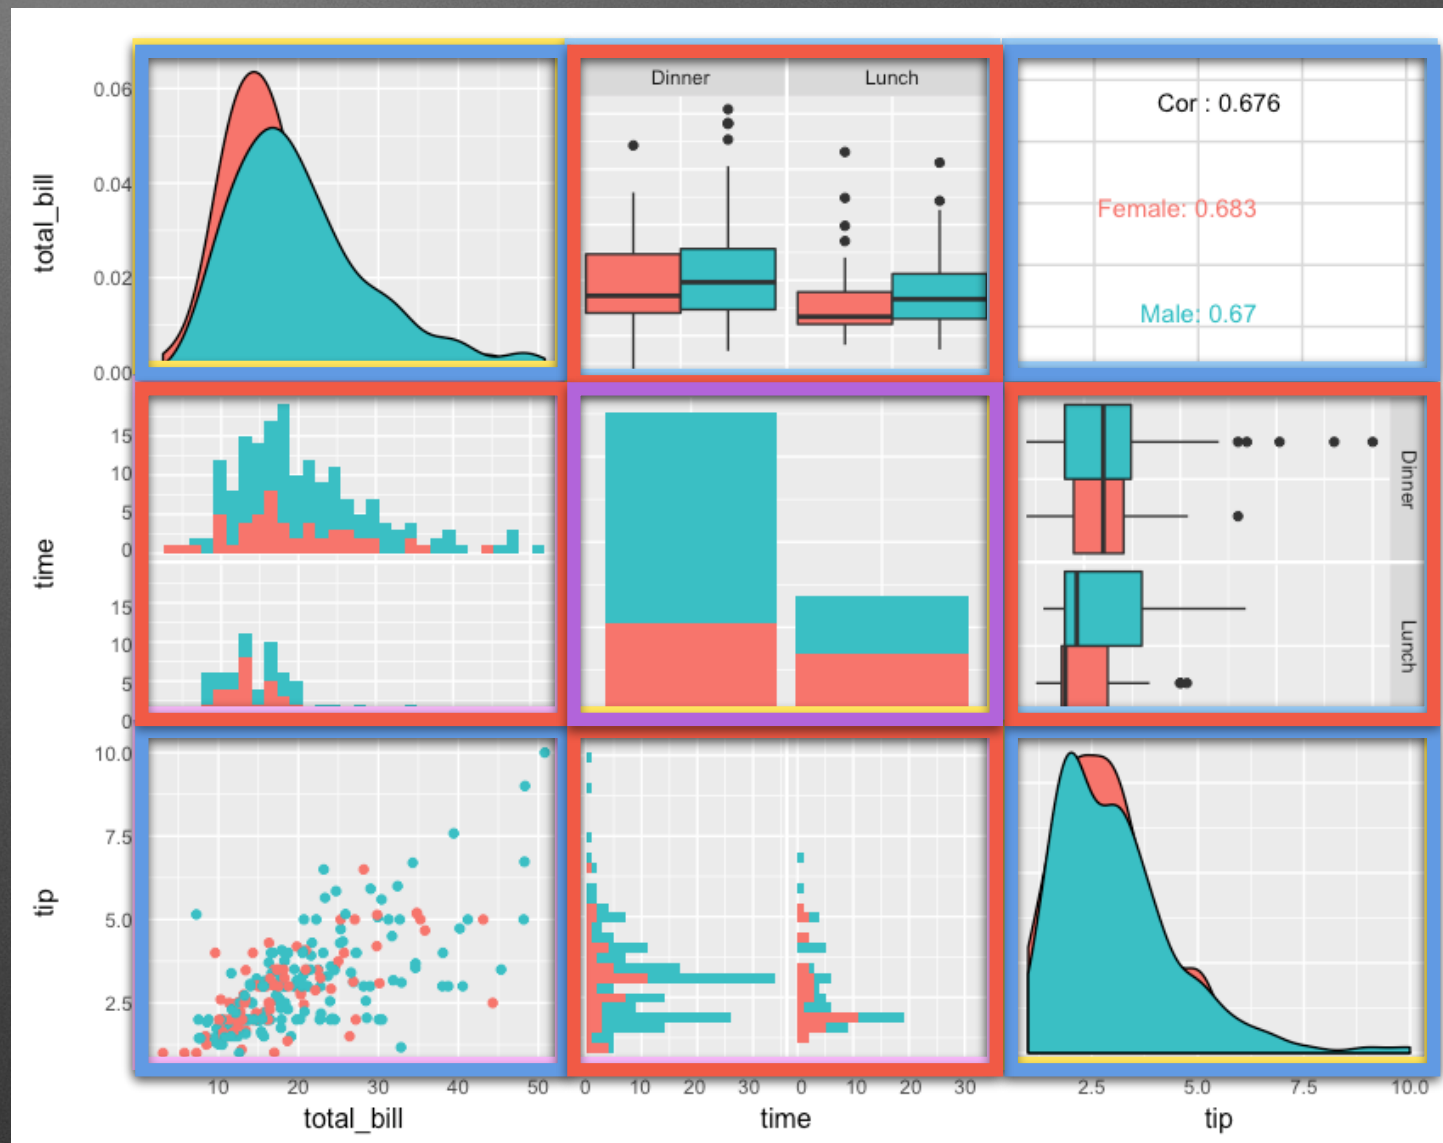 Dinner Lunch
Cor : 0.676
Female: 0.683
Male: 0.67
total_bill
0.06
0.04
0.02
0.00
Dinner
Lunch
time
15
10
5
0
15
10
5
0
tip
10.0
7.5
5.0
2.5
10 20 30 40 50
0 10 20 30 0 10 20 30
2.5 5.0 7.5 10.0
total_bill time tip